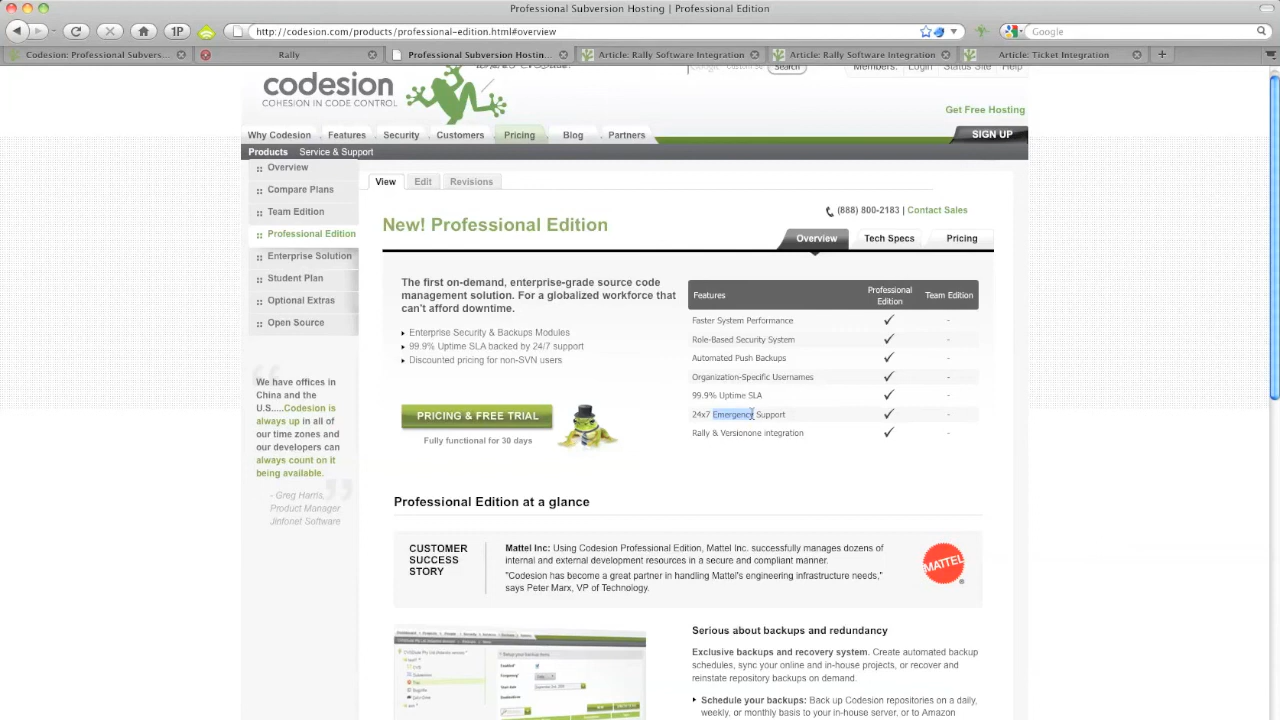 Professional Subversion Hosting | Professional Edition
1P
http://codesion.com/products/professional-edition.html#overview
Google
Codesion: Professional Subvers...
Rally
Professional Subversion Hosting...
Article: Rally Software Integration
Article: Rally Software Integration
Article: Ticket Integration
codesion
COHESION IN CODE CONTROL
Search
Members:
Login
Status Site
Help
Get Free Hosting
Why Codesion
Features
Security
Customers
Pricing
Blog
Partners
SIGN UP
Products
Service & Support
Overview
Compare Plans
Team Edition
Professional Edition
Enterprise Solution
Student Plan
Optional Extras
Open Source
We have offices in
China and the
U.S.....Codesion is
always up in all of
our time zones and
our developers can
always count on it
being available.
- Greg Harris,
Product Manager
Jinfonet Software
View
Edit
Revisions
(888) 800-2183 | Contact Sales
New! Professional Edition
Overview
Tech Specs
Pricing
The first on-demand, enterprise-grade source code
management solution. For a globalized workforce that
can't afford downtime.
Enterprise Security & Backups Modules
99.9% Uptime SLA backed by 24/7 support
Discounted pricing for non-SVN users
PRICING & FREE TRIAL
Fully functional for 30 days
Features
Professional Edition
Team Edition
Faster System Performance ✓ -
Role-Based Security System ✓ -
Automated Push Backups ✓ -
Organization-Specific Usernames ✓ -
99.9% Uptime SLA ✓ -
24x7 Emergency Support ✓ -
Rally & Versionone integration ✓ -
Professional Edition at a glance
CUSTOMER
SUCCESS
STORY
Mattel Inc: Using Codesion Professional Edition, Mattel Inc. successfully manages dozens of
internal and external development resources in a secure and compliant manner.
"Codesion has become a great partner in handling Mattel's engineering infrastructure needs,"
says Peter Marx, VP of Technology.
MATTEL
Serious about backups and redundancy
Exclusive backups and recovery system. Create automated backup
schedules, sync your online and in-house projects, or recover and
reinstate repository backups on demand.
Schedule your backups: Back up Codesion repositories on a daily,
weekly, or monthly basis to your in-house server, or to Amazon